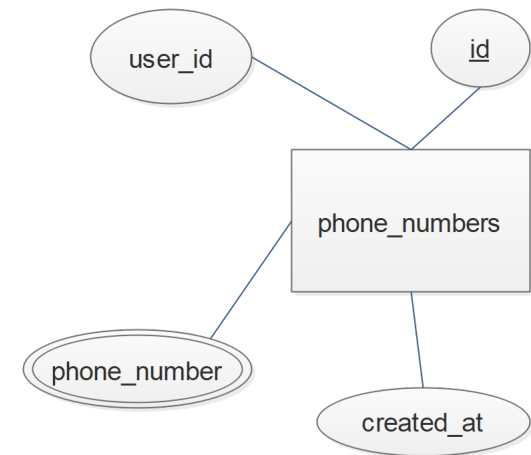 user_id
id
phone_numbers
phone_number
created_at